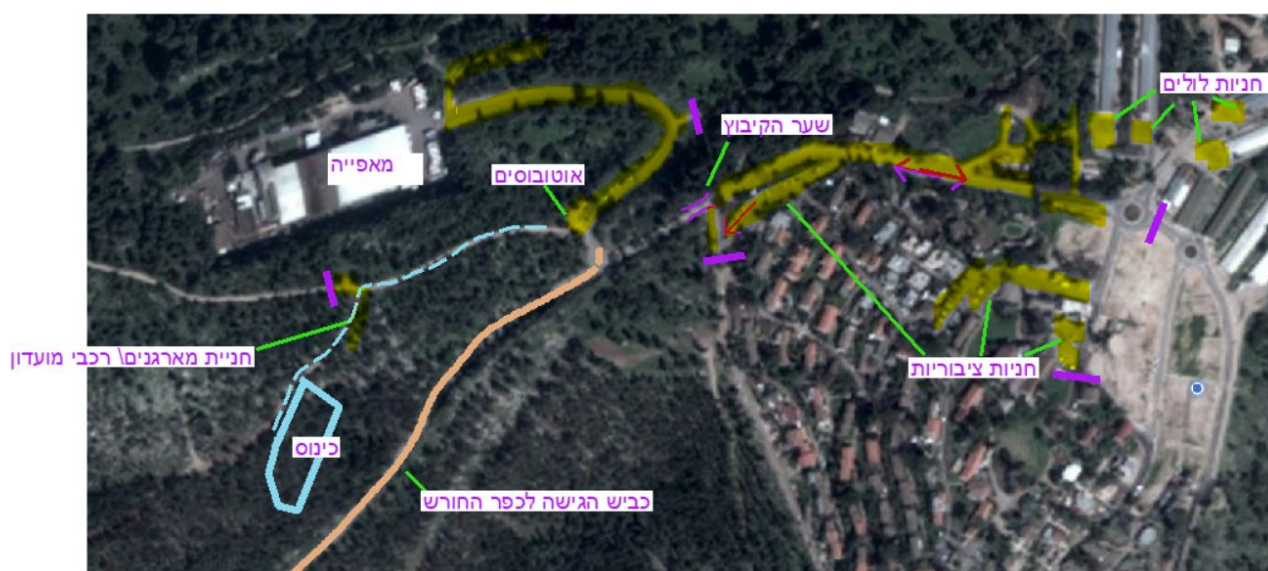 חניות לולים
שער הקיבוץ
מאפייה
אוטובוסים
חניית מארגנים\ רכבי מועדון
חניות ציבוריות
כינוס
כביש הגישה לכפר החורש